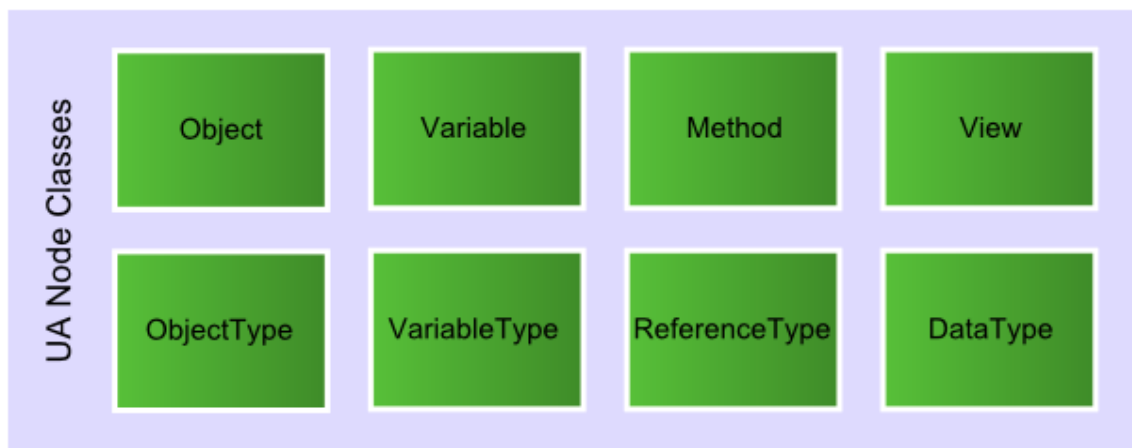 UA Node Classes
Object
Variable
Method
View
ObjectType
VariableType
ReferenceType
DataType